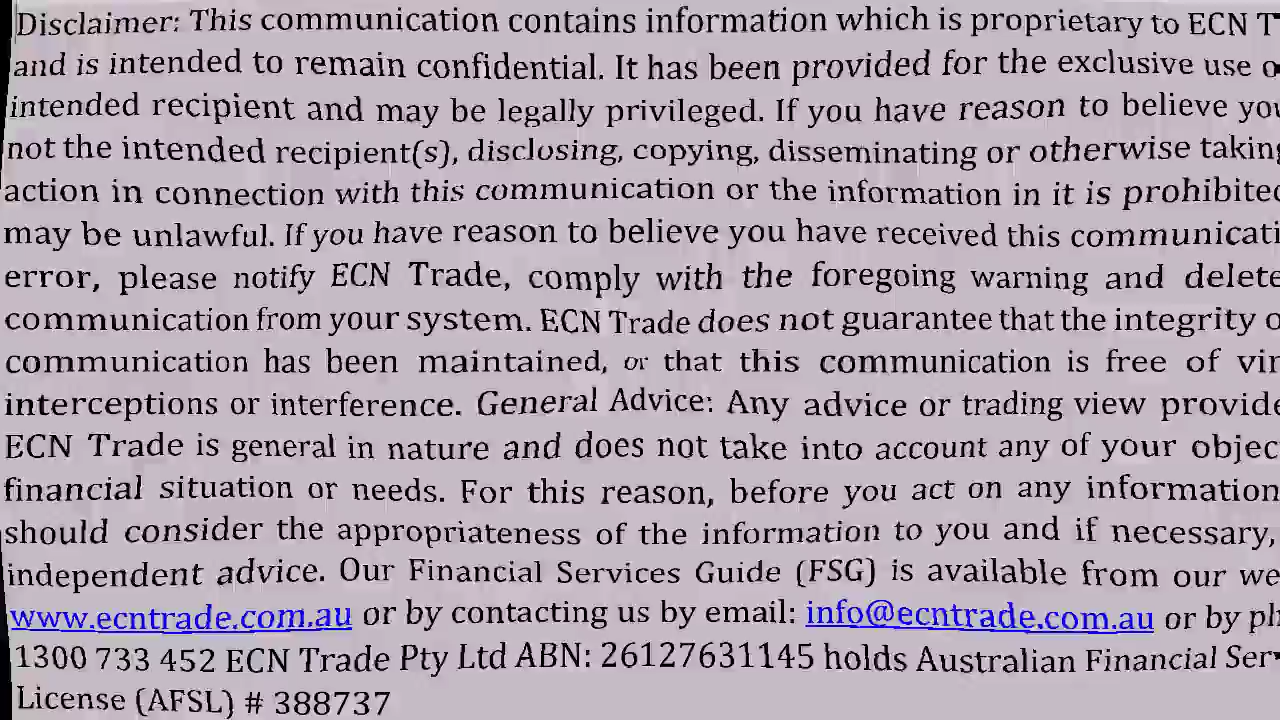 Disclaimer: This communication contains information which is proprietary to ECN
and is intended to remain confidential. It has been provided for the exclusive use
intended recipient and may be legally privileged. If you have reason to believe
not the intended recipient(s), disclosing, copying, disseminating or otherwise
action in connection with this communication or the information in it is
may be unlawful. If you have reason to believe you have received this
error, please notify ECN Trade, comply with the foregoing warning and delete
communication from your system. ECN Trade does not guarantee that the integrity
communication has been maintained, or that this communication is free of
interceptions or interference. General Advice: Any advice or trading view
ECN Trade is general in nature and does not take into account any of your
financial situation or needs. For this reason, before you act on any information
should consider the appropriateness of the information to you and if necessary,
independent advice. Our Financial Services Guide (FSG) is available from our
www.ecntrade.com.au or by contacting us by email: info@ecntrade.com.au or by
1300 733 452 ECN Trade Pty Ltd ABN: 26127631145 holds Australian Financial
License (AFSL) # 388737